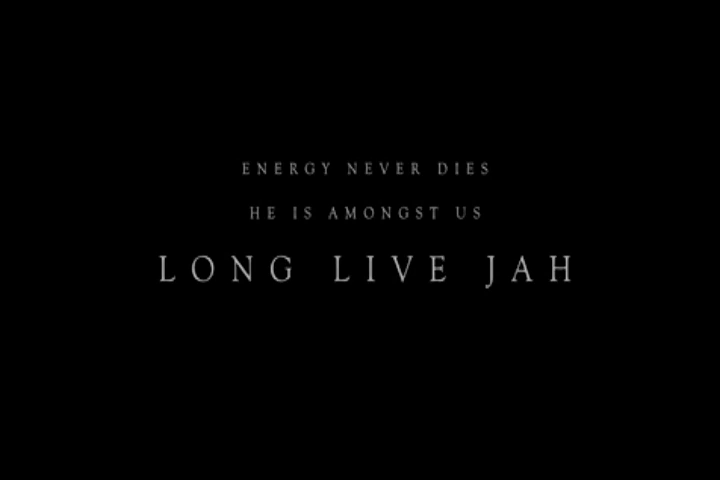 ENERGY NEVER DIES
HE IS AMONGST US
LONG LIVE JAH